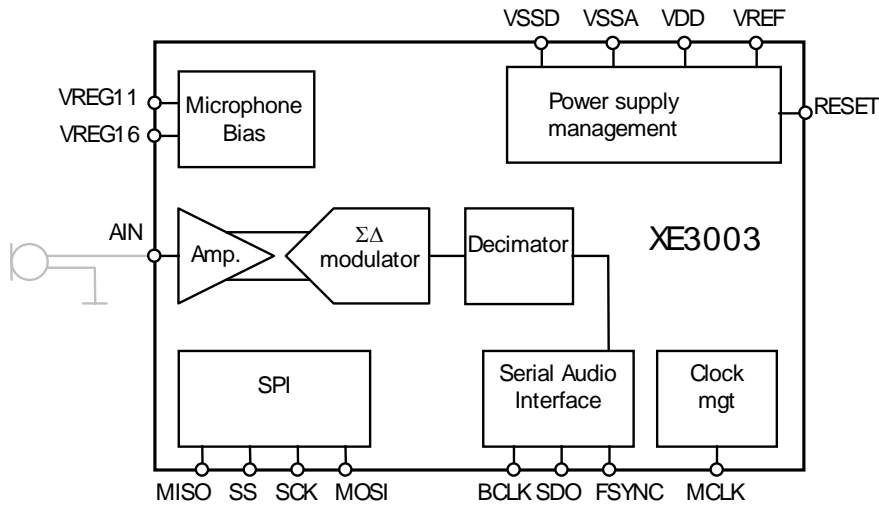 VSSD VSSA VDD VREF
VREG11
VREG16
Microphone
Bias
Power supply
management
RESET
AIN
Amp.
ΣΔ
modulator
Decimator
XE3003
SPI
Serial Audio
Interface
Clock
mgt
MISO SS SCK MOSI BCLK SDO FSYNC MCLK